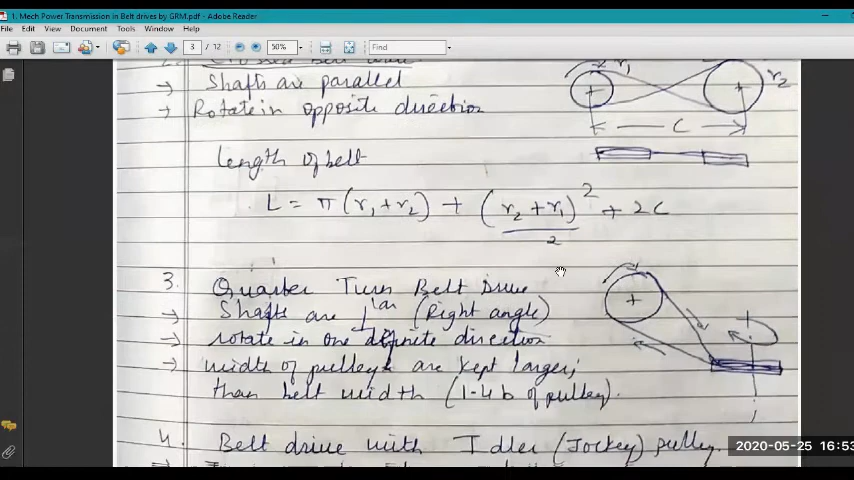 1. Mech Power Transmission in Belt drives by GRM.pdf - Adobe Reader
File Edit View Document Tools Window Help
3 / 12 50% Find
→ Shafts are parallel
→ Rotate in opposite direction
r1 r2
C
Length of belt
L = π(r1+r2) + (r2+r1/2)² + 2C
3. Quarter Turn Belt Drive
→ Shafts are ⊥lar (Right angle)
→ rotate in one definite direction
→ width of pulley are kept larger;
than belt width (1-4 b of pulley).
4. Belt drive with Idler (Jockey) pulley.
2020-05-25 16:53